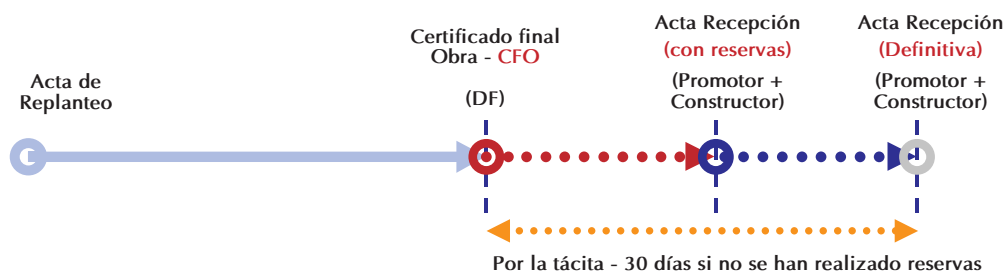 Acta de
Replanteo
Certificado final
Obra - CFO
(DF)
Acta Recepción
(con reservas)
(Promotor +
Constructor)
Acta Recepción
(Definitiva)
(Promotor +
Constructor)
Por la tácita - 30 días si no se han realizado reservas